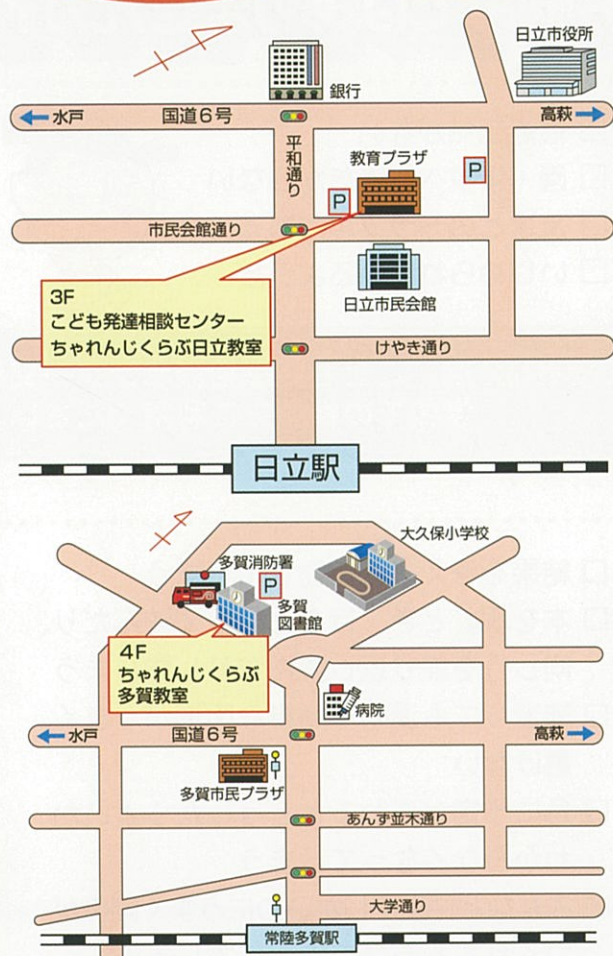 日立市役所
銀行
水戸
国道6号
高萩
平和通り
教育プラザ
P
P
市民会館通り
日立市民会館
3F
こども発達相談センター
ちゃれんじくらぶ日立教室
けやき通り
日立駅
大久保小学校
多賀消防署
P
多賀
図書館
4F
ちゃれんじくらぶ
多賀教室
病院
水戸
国道6号
高萩
多賀市民プラザ
あんず並木通り
大学通り
常陸多賀駅